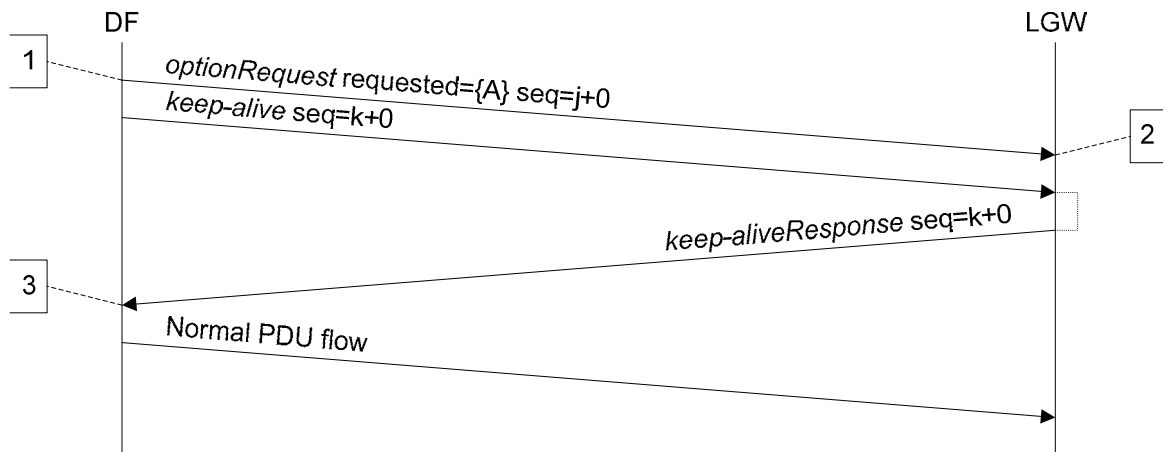 DF
LGW
1
optionRequest requested={A} seq=j+0
keep-alive seq=k+0
2
keep-aliveResponse seq=k+0
3
Normal PDU flow